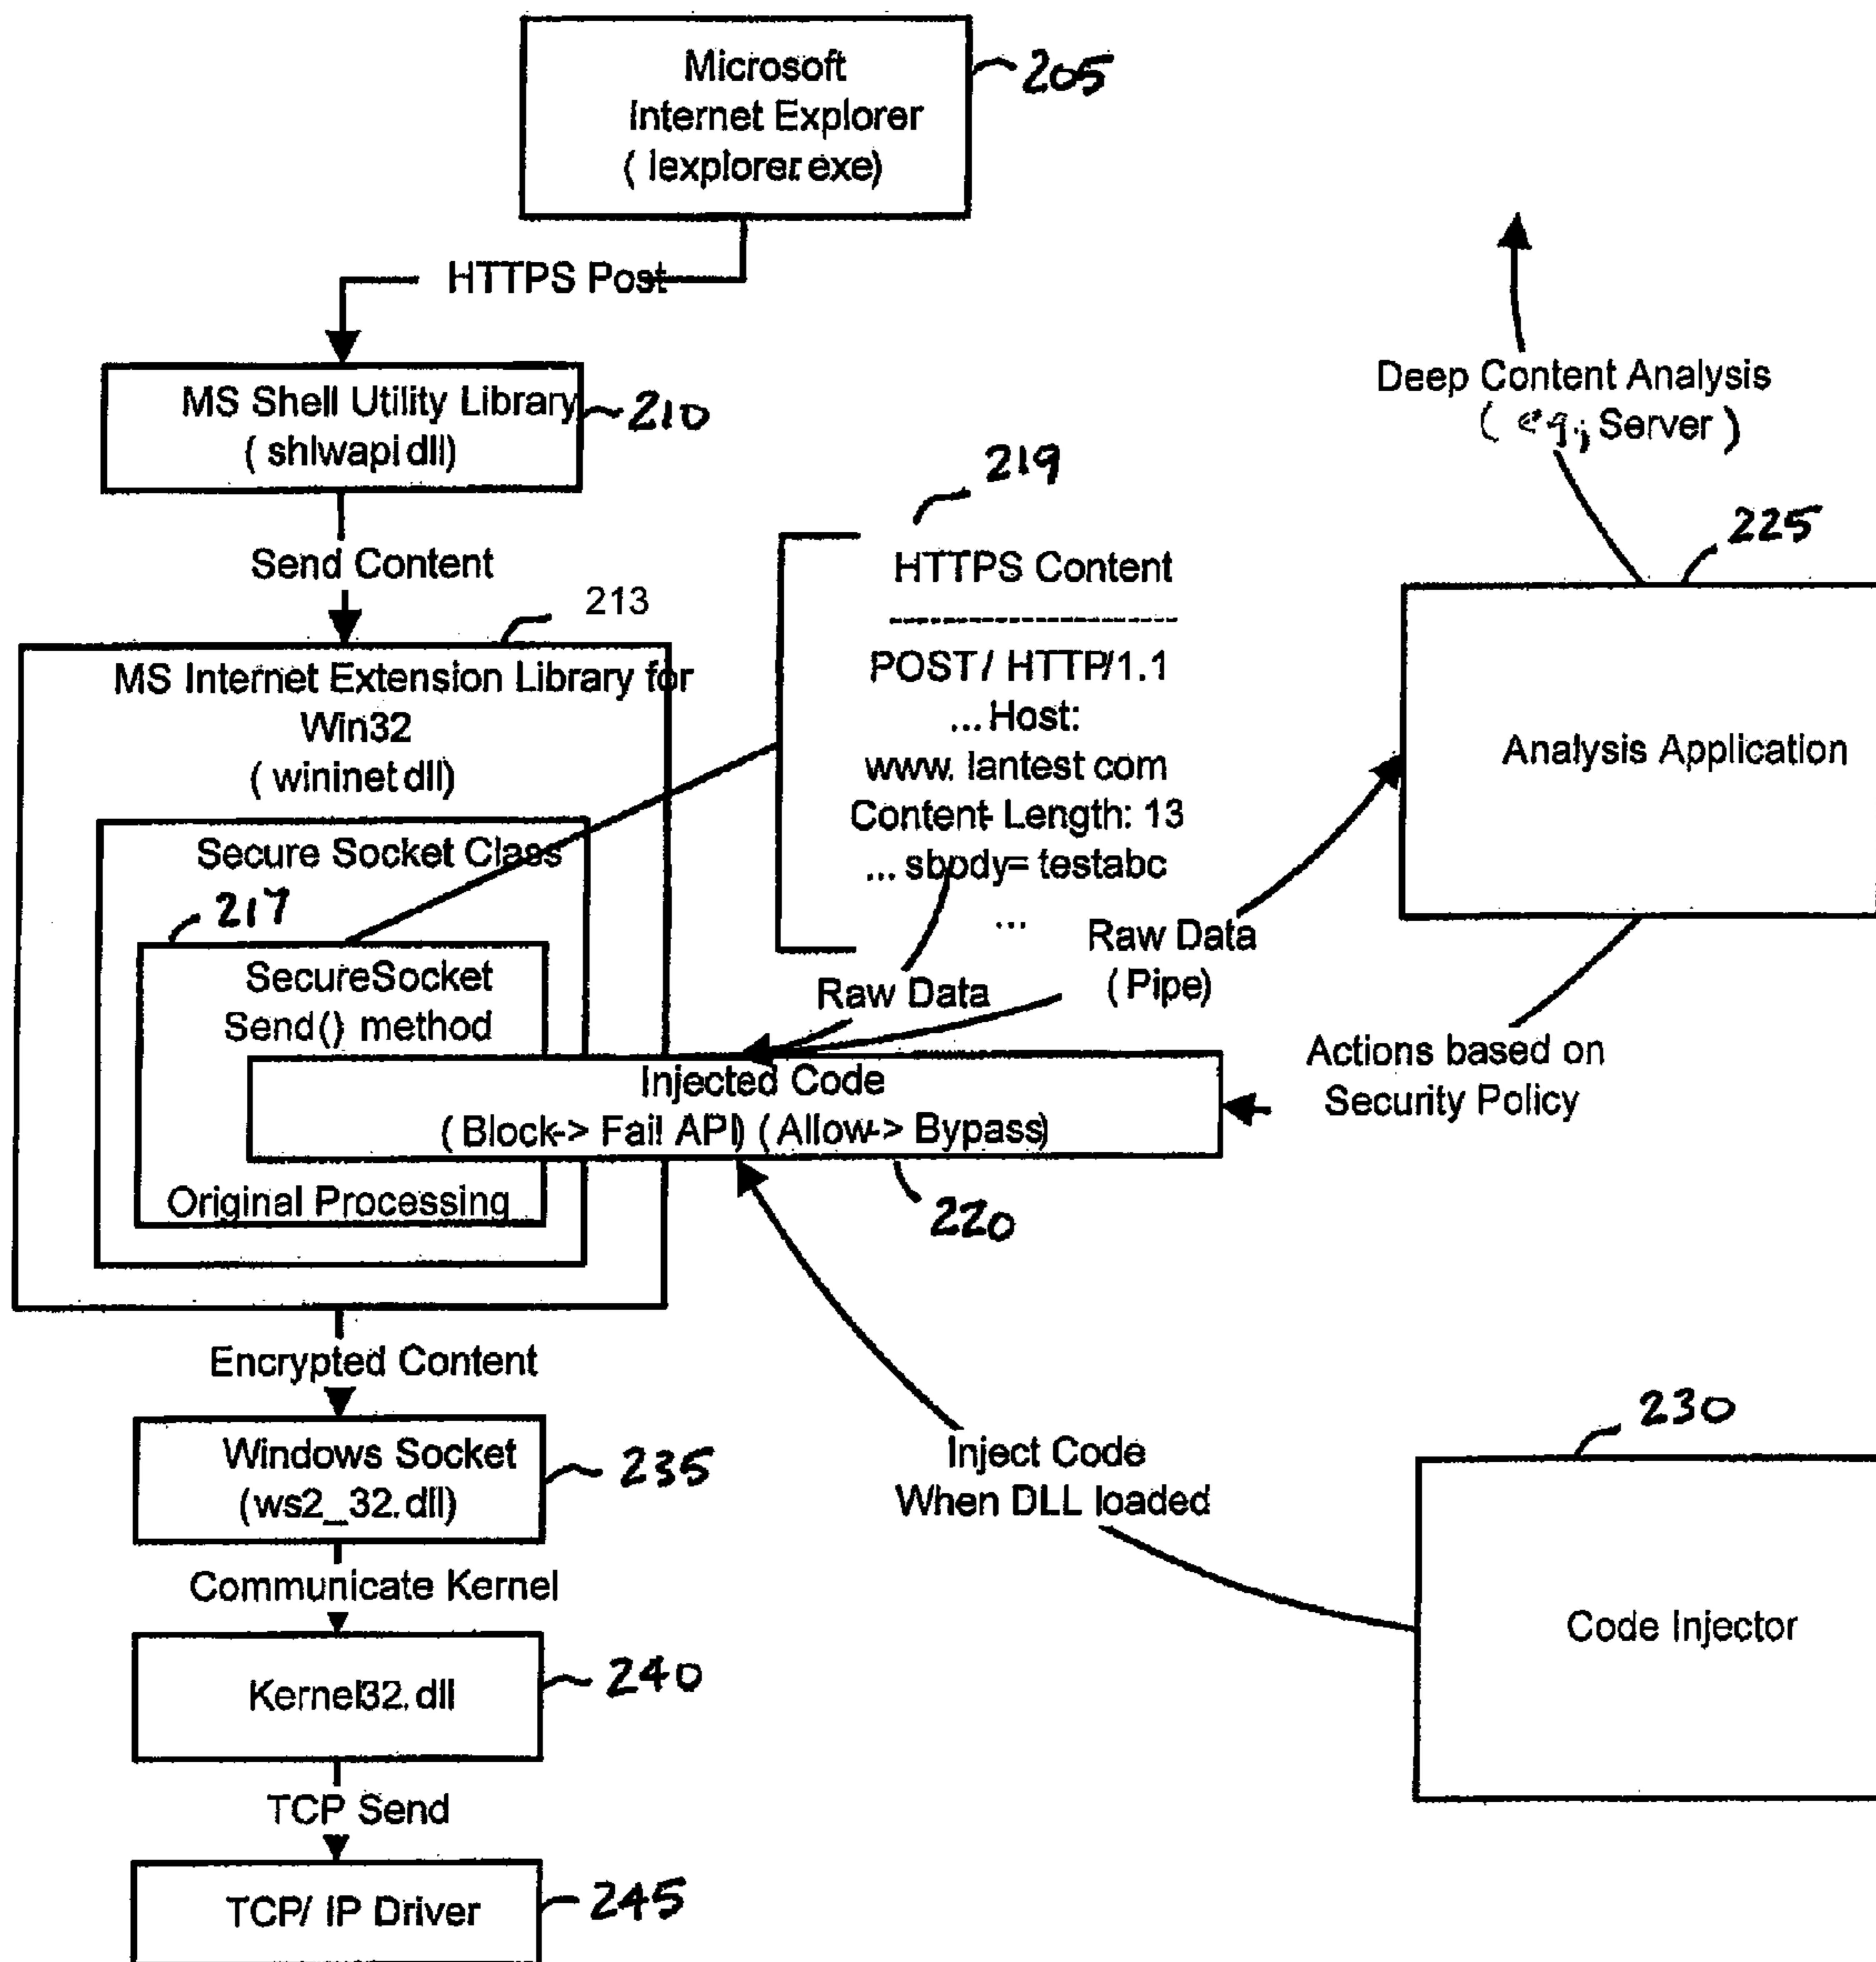 Microsoft
Internet Explorer
( Iexplorer.exe)
205
HTTPS Post
MS Shell Utility Library
( shlwapi dll)
210
Send Content
213
MS Internet Extension Library for
Win32
( wininet dll)
Secure Socket Class
217
SecureSocket
Send() method
Original Processing
219
HTTPS Content
--------------------
POST / HTTP/1.1
... Host:
www. lantest com
Content- Length: 13
... sbody= testabc
...
Raw Data
Raw Data
( Pipe)
Deep Content Analysis
( eg., Server )
225
Analysis Application
Actions based on
Security Policy
Injected Code
( Block-> Fail API) ( Allow-> Bypass)
220
Encrypted Content
Windows Socket
(ws2_32.dll)
235
Communicate Kernel
Kernel32.dll
240
TCP Send
TCP/ IP Driver
245
Inject Code
When DLL loaded
230
Code Injector